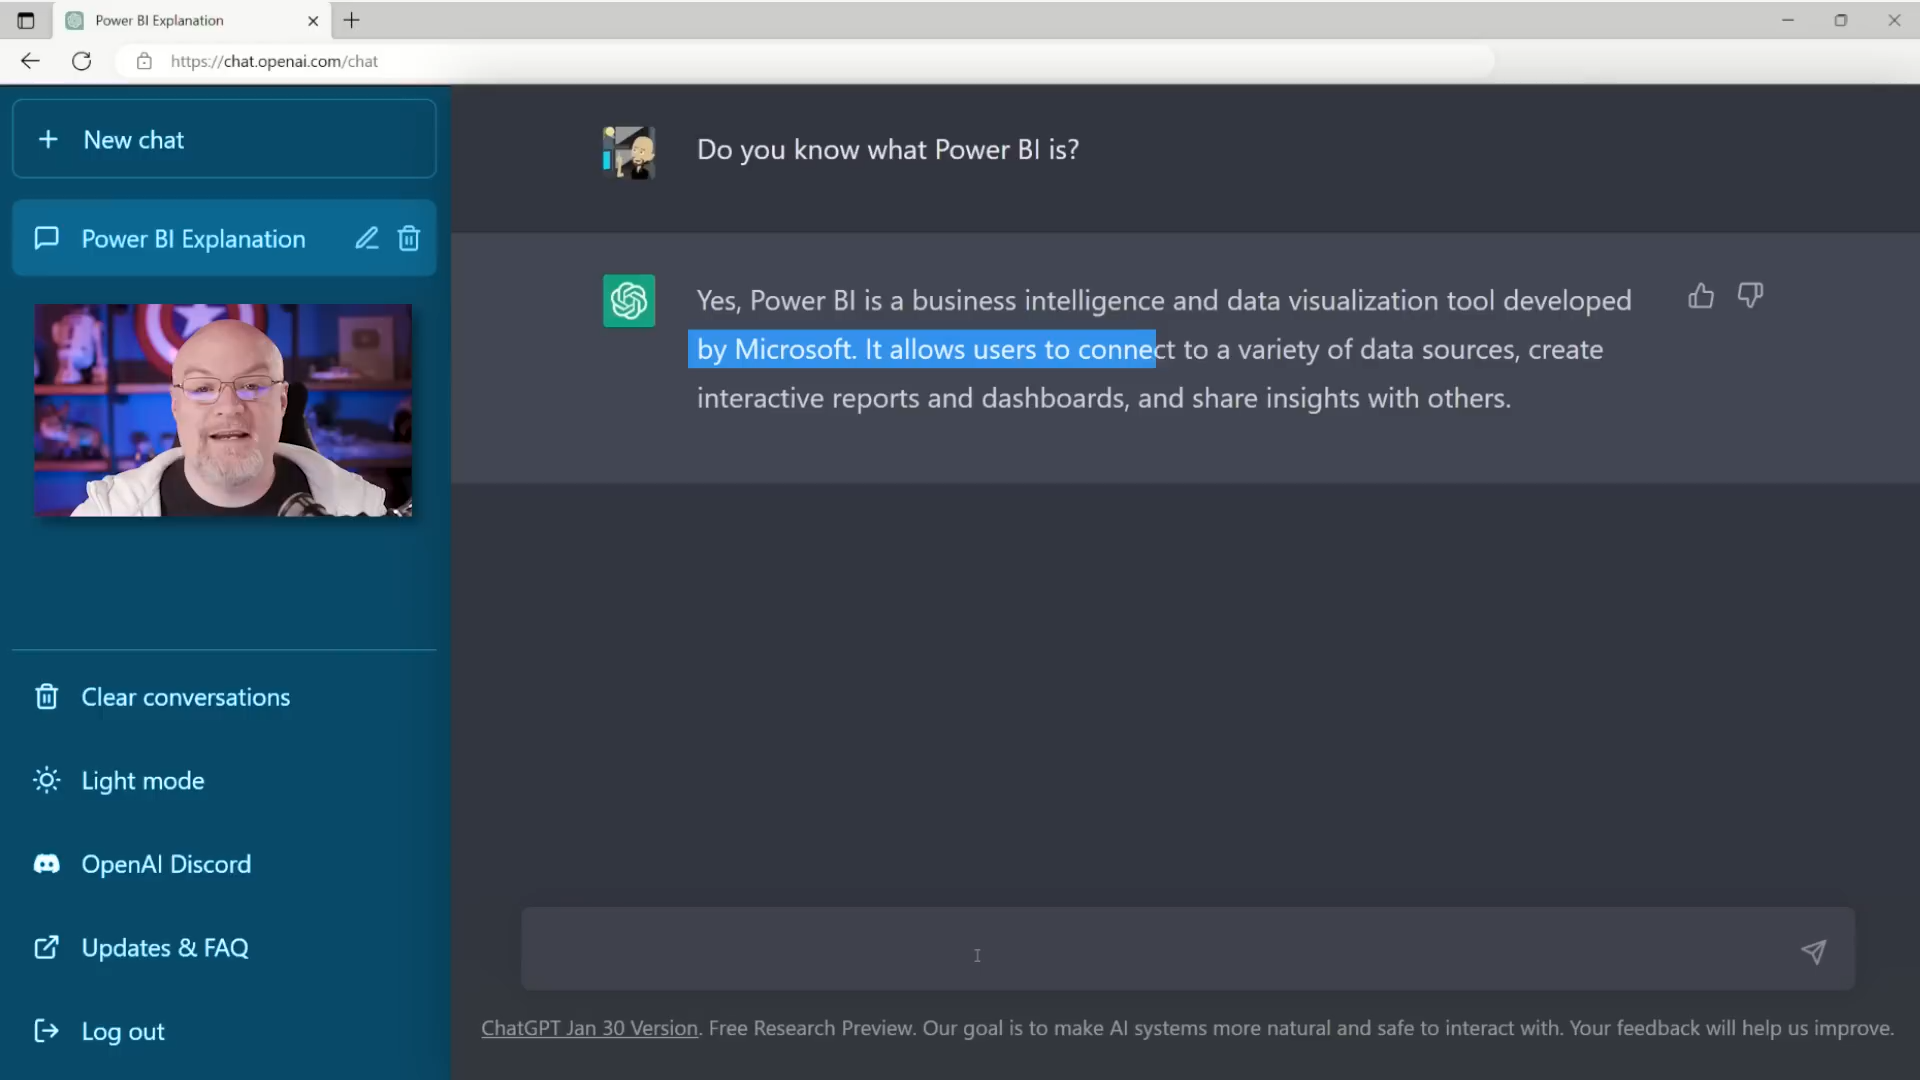 Power BI Explanation
https://chat.openai.com/chat
New chat
Power BI Explanation
Clear conversations
Light mode
OpenAI Discord
Updates & FAQ
Log out
Do you know what Power BI is?
Yes, Power BI is a business intelligence and data visualization tool developed
by Microsoft. It allows users to connect to a variety of data sources, create
interactive reports and dashboards, and share insights with others.
ChatGPT Jan 30 Version. Free Research Preview. Our goal is to make AI systems more natural and safe to interact with. Your feedback will help us improve.